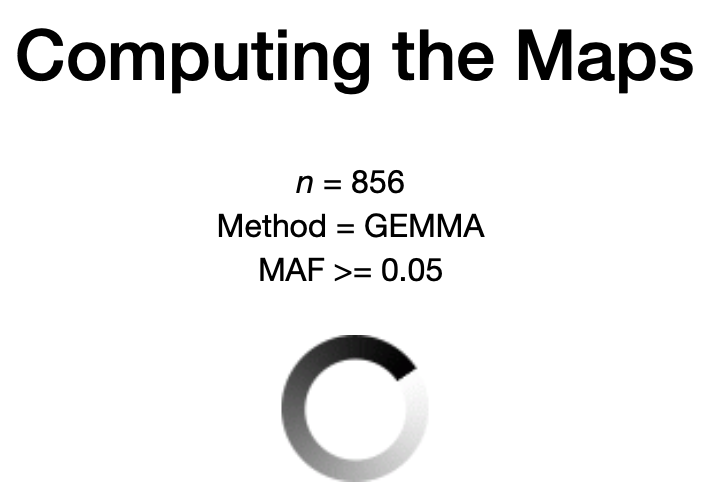 Computing the Maps
n = 856
Method = GEMMA
MAF >= 0.05